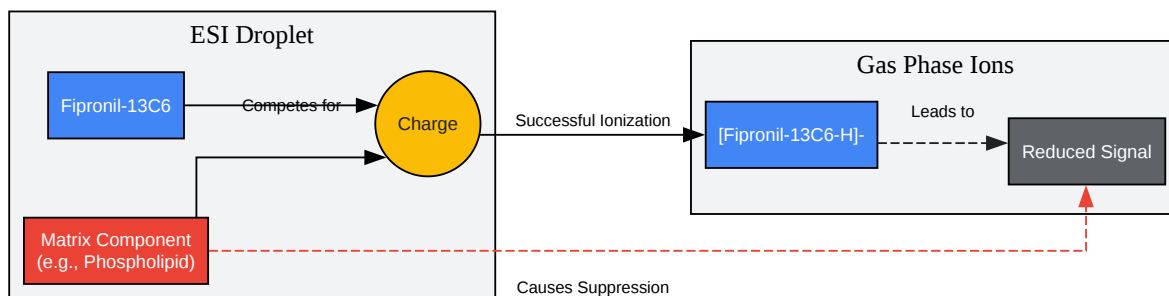 ESI Droplet
Fipronil-13C6
Competes for
Charge
Matrix Component
(e.g., Phospholipid)
Successful Ionization
Gas Phase Ions
[Fipronil-13C6-H]-
Leads to
Reduced Signal
Causes Suppression